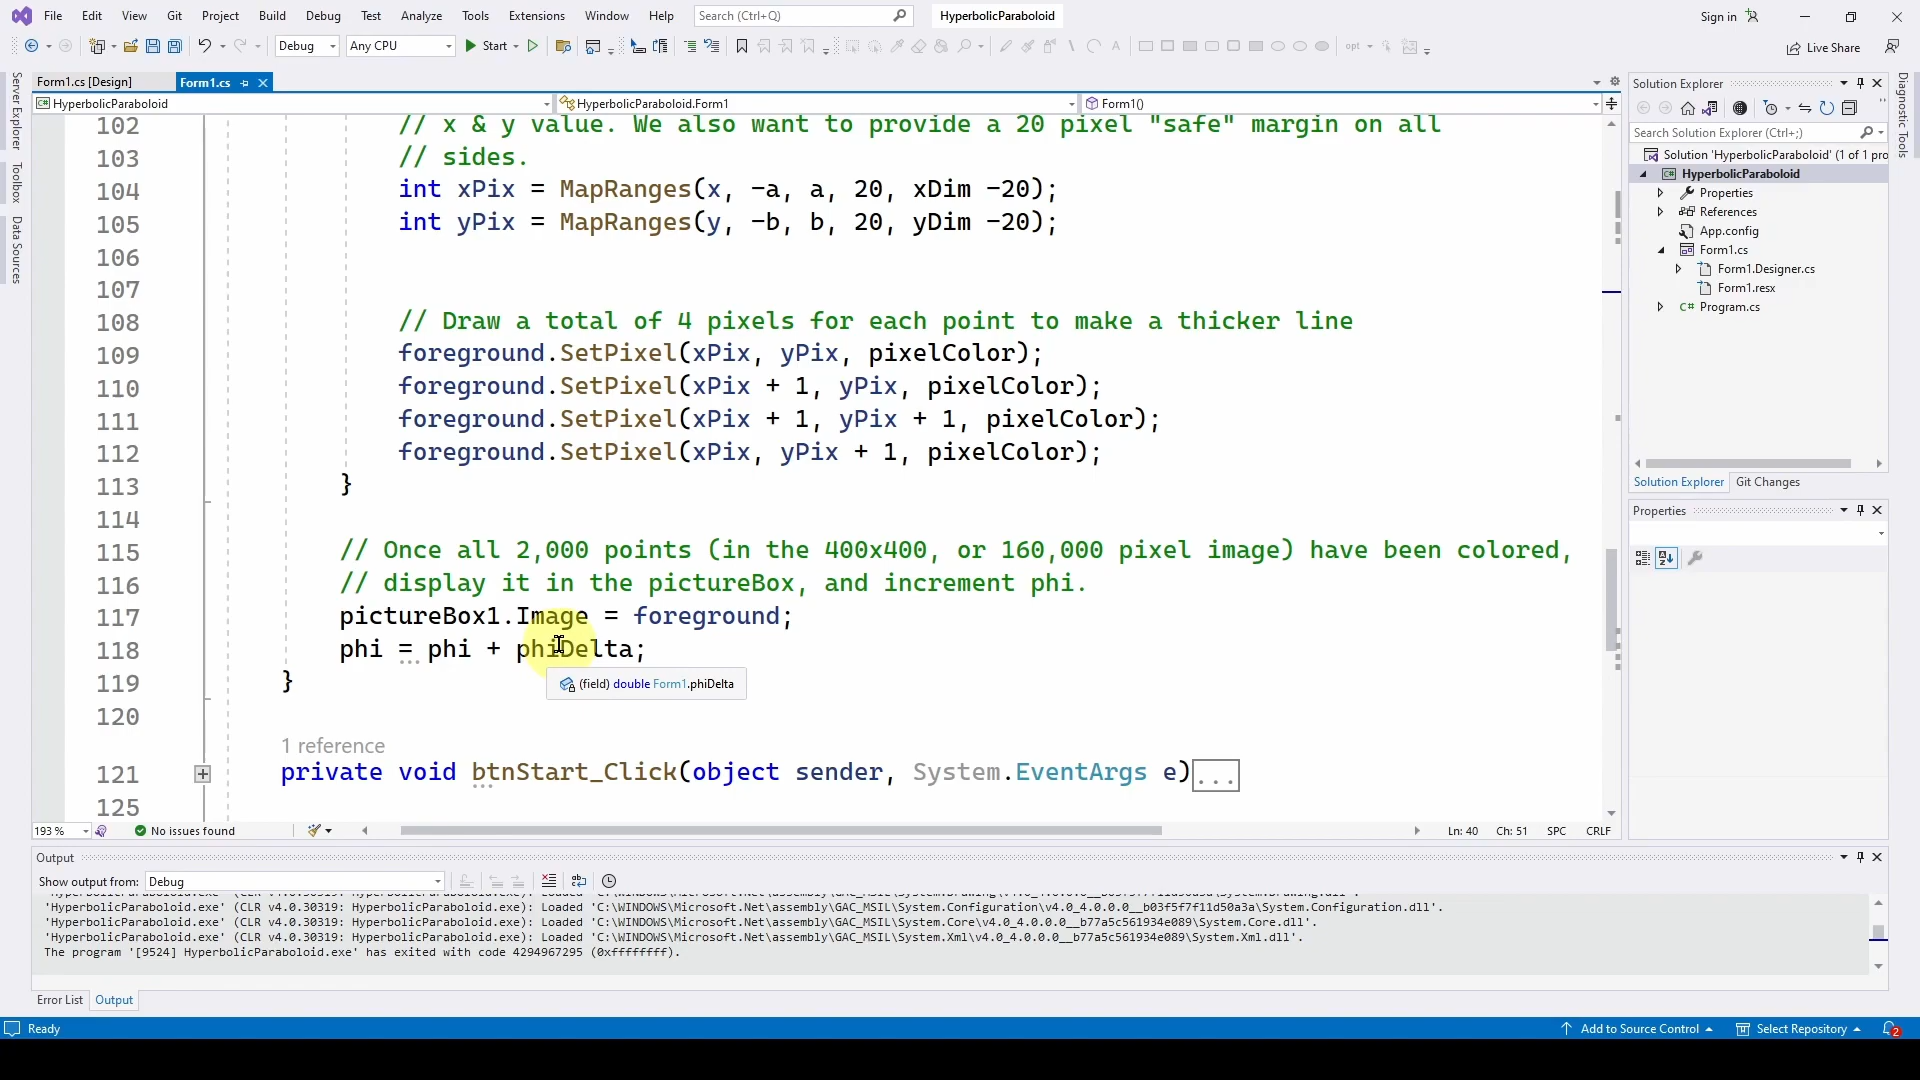 File Edit View Git Project Build Debug Test Analyze Tools Extensions Window Help Search (Ctrl+Q) HyperbolicParaboloid Sign in
Debug Any CPU Start opt Live Share
Server Explorer
Toolbox
Data Sources
Form1.cs [Design] Form1.cs
HyperbolicParaboloid HyperbolicParaboloid.Form1 Form1()
102 // x & y value. We also want to provide a 20 pixel "safe" margin on all
103 // sides.
104 int xPix = MapRanges(x, -a, a, 20, xDim -20);
105 int yPix = MapRanges(y, -b, b, 20, yDim -20);
106
107
108 // Draw a total of 4 pixels for each point to make a thicker line
109 foreground.SetPixel(xPix, yPix, pixelColor);
110 foreground.SetPixel(xPix + 1, yPix, pixelColor);
111 foreground.SetPixel(xPix + 1, yPix + 1, pixelColor);
112 foreground.SetPixel(xPix, yPix + 1, pixelColor);
113 }
114
115 // Once all 2,000 points (in the 400x400, or 160,000 pixel image) have been colored,
116 // display it in the pictureBox, and increment phi.
117 pictureBox1.Image = foreground;
118 phi = phi + phiDelta;
119 }
(field) double Form1.phiDelta
120
1 reference
121 private void btnStart_Click(object sender, System.EventArgs e)...
125
193 % No issues found Ln: 40 Ch: 51 SPC CRLF
Solution Explorer
Search Solution Explorer (Ctrl+;)
Solution 'HyperbolicParaboloid' (1 of 1 pro
HyperbolicParaboloid
Properties
References
App.config
Form1.cs
Form1.Designer.cs
Form1.resx
Program.cs
Solution Explorer Git Changes
Properties
Diagnostic Tools
Output
Show output from: Debug
'HyperbolicParaboloid.exe' (CLR v4.0.30319: HyperbolicParaboloid.exe): Loaded 'C:\WINDOWS\Microsoft.Net\assembly\GAC_MSIL\System.Configuration\v4.0_4.0.0.0__b03f5f7f11d50a3a\System.Configuration.dll'.
'HyperbolicParaboloid.exe' (CLR v4.0.30319: HyperbolicParaboloid.exe): Loaded 'C:\WINDOWS\Microsoft.Net\assembly\GAC_MSIL\System.Core\v4.0_4.0.0.0__b77a5c561934e089\System.Core.dll'.
'HyperbolicParaboloid.exe' (CLR v4.0.30319: HyperbolicParaboloid.exe): Loaded 'C:\WINDOWS\Microsoft.Net\assembly\GAC_MSIL\System.Xml\v4.0_4.0.0.0__b77a5c561934e089\System.Xml.dll'.
The program '[9524] HyperbolicParaboloid.exe' has exited with code 4294967295 (0xffffffff).
Error List Output
Ready Add to Source Control Select Repository 2